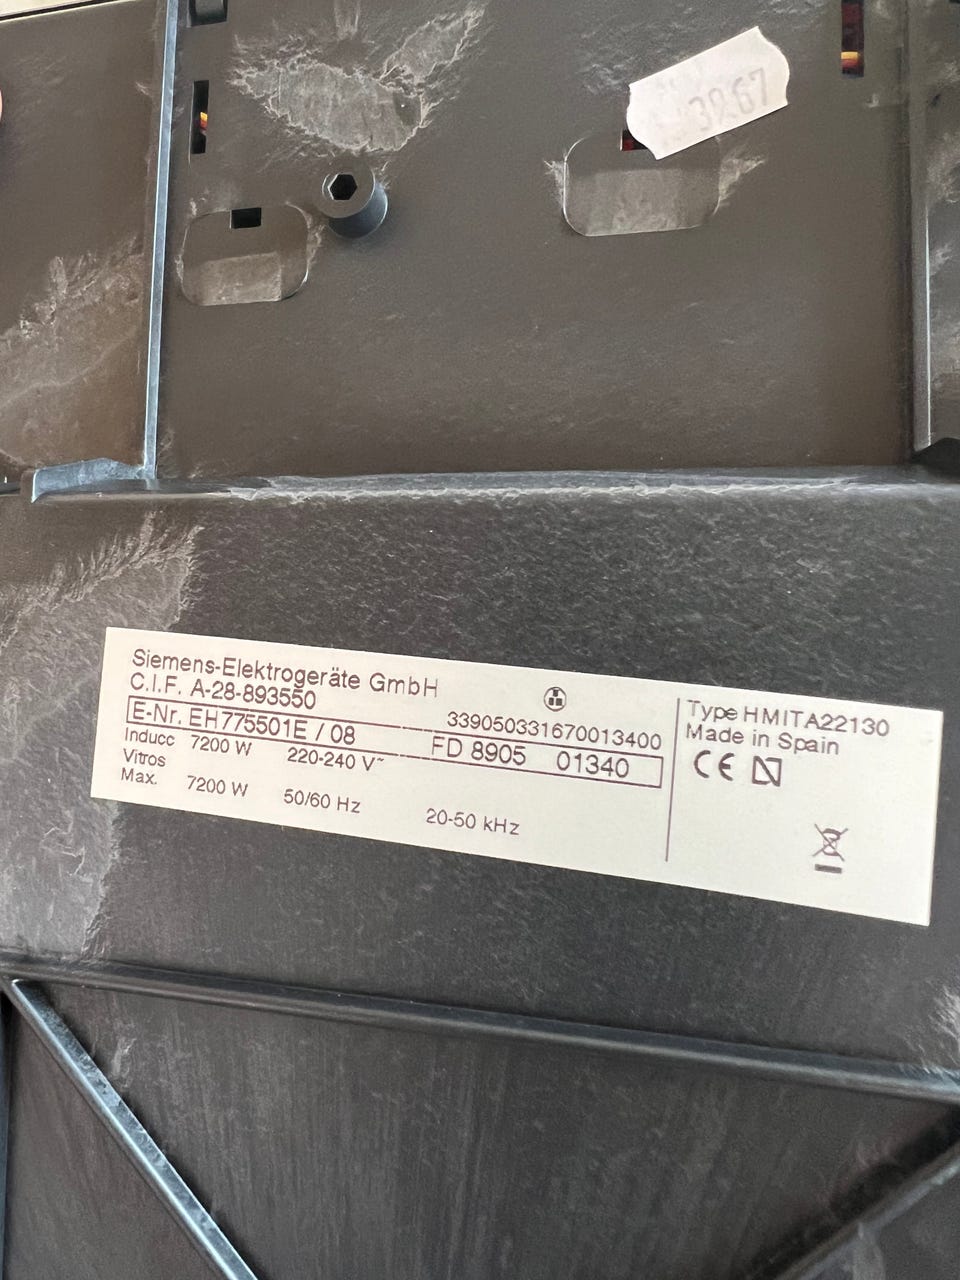 3967
Siemens-Elektrogeräte GmbH
C.I.F. A-28-893550
339050331670013400
E-Nr. EH775501E / 08 FD 8905 01340
Inducc 7200 W 220-240 V~
Vitros
Max. 7200 W 50/60 Hz 20-50 kHz
Type HMITA22130
Made in Spain
CE N